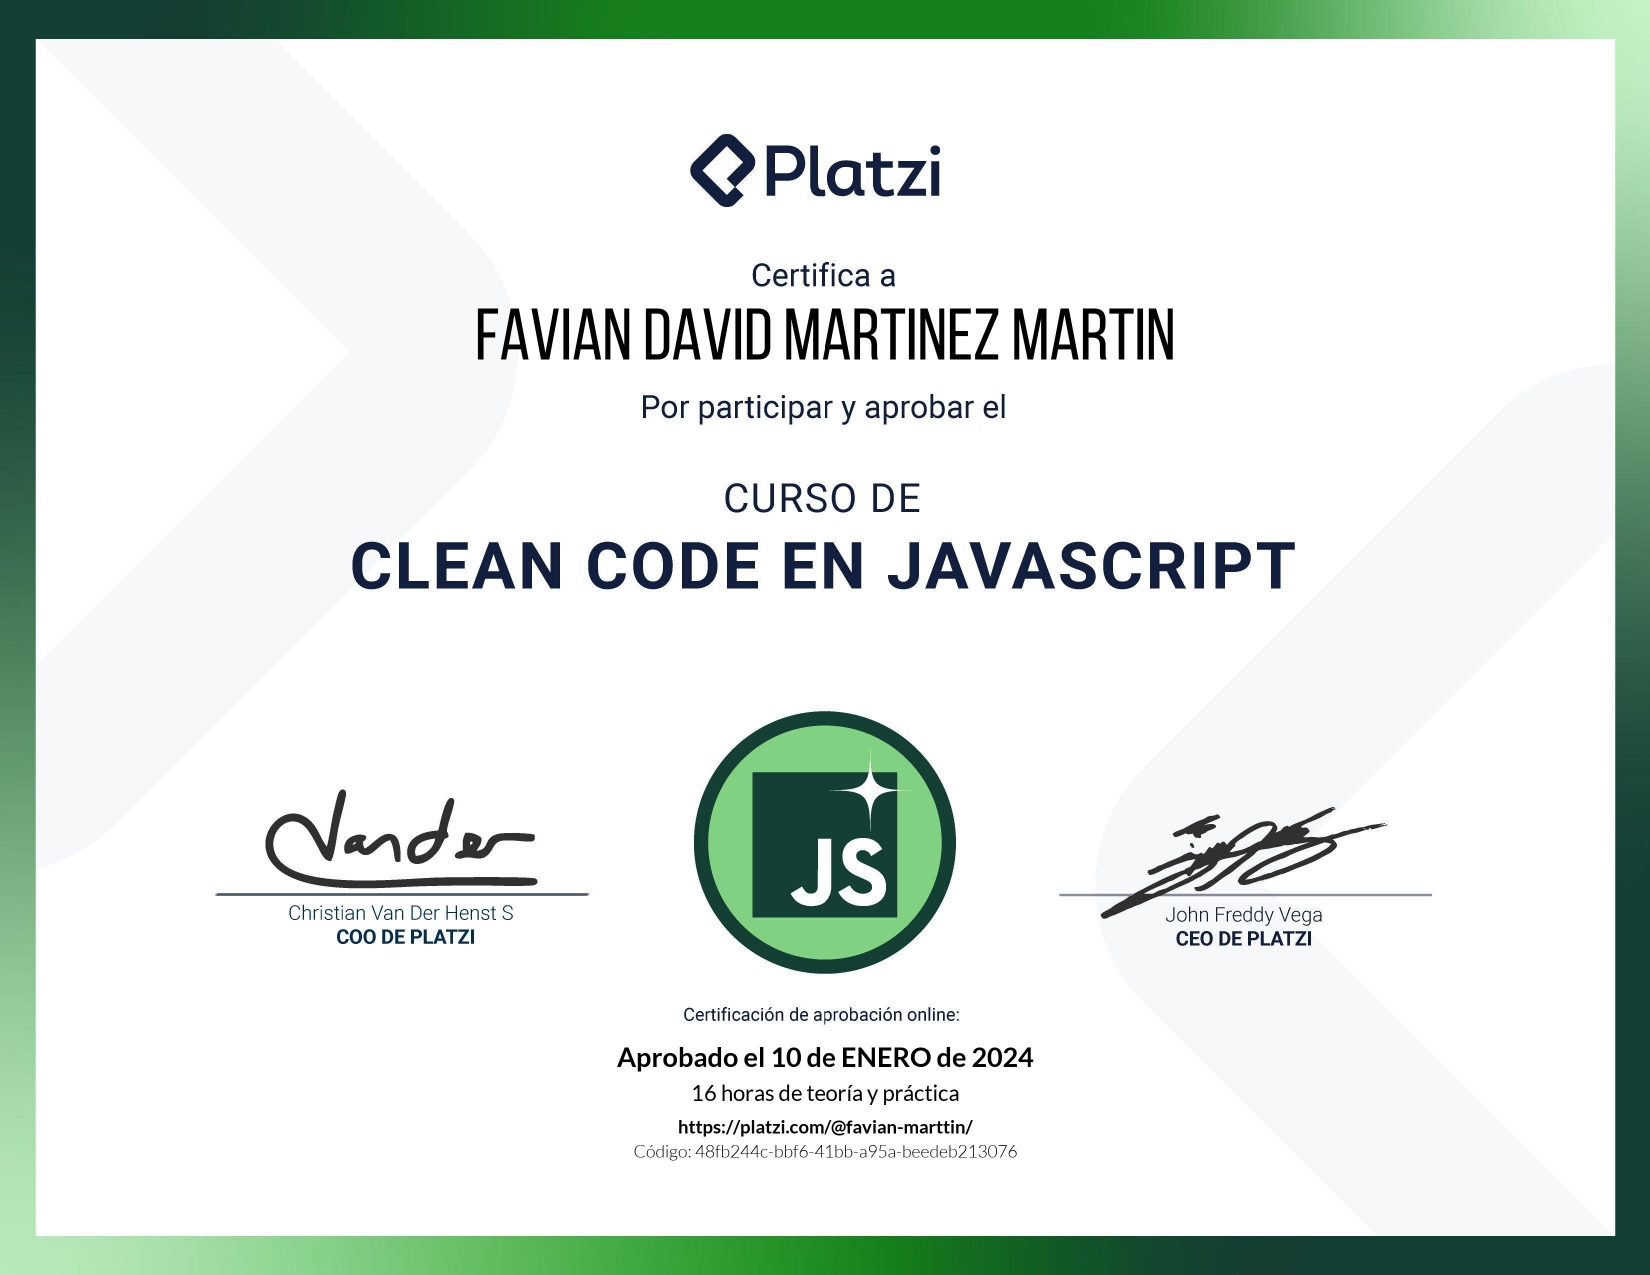 Platzi
Certifica a
FAVIAN DAVID MARTINEZ MARTIN
Por participar y aprobar el
CURSO DE
CLEAN CODE EN JAVASCRIPT
Vander
JS
Christian Van Der Henst S
COO DE PLATZI
John Freddy Vega
CEO DE PLATZI
Certificación de aprobación online:
Aprobado el 10 de ENERO de 2024
16 horas de teoría y práctica
https://platzi.com/@favian-marttin/
Código: 48fb244c-bbf6-41bb-a95a-beedeb213076